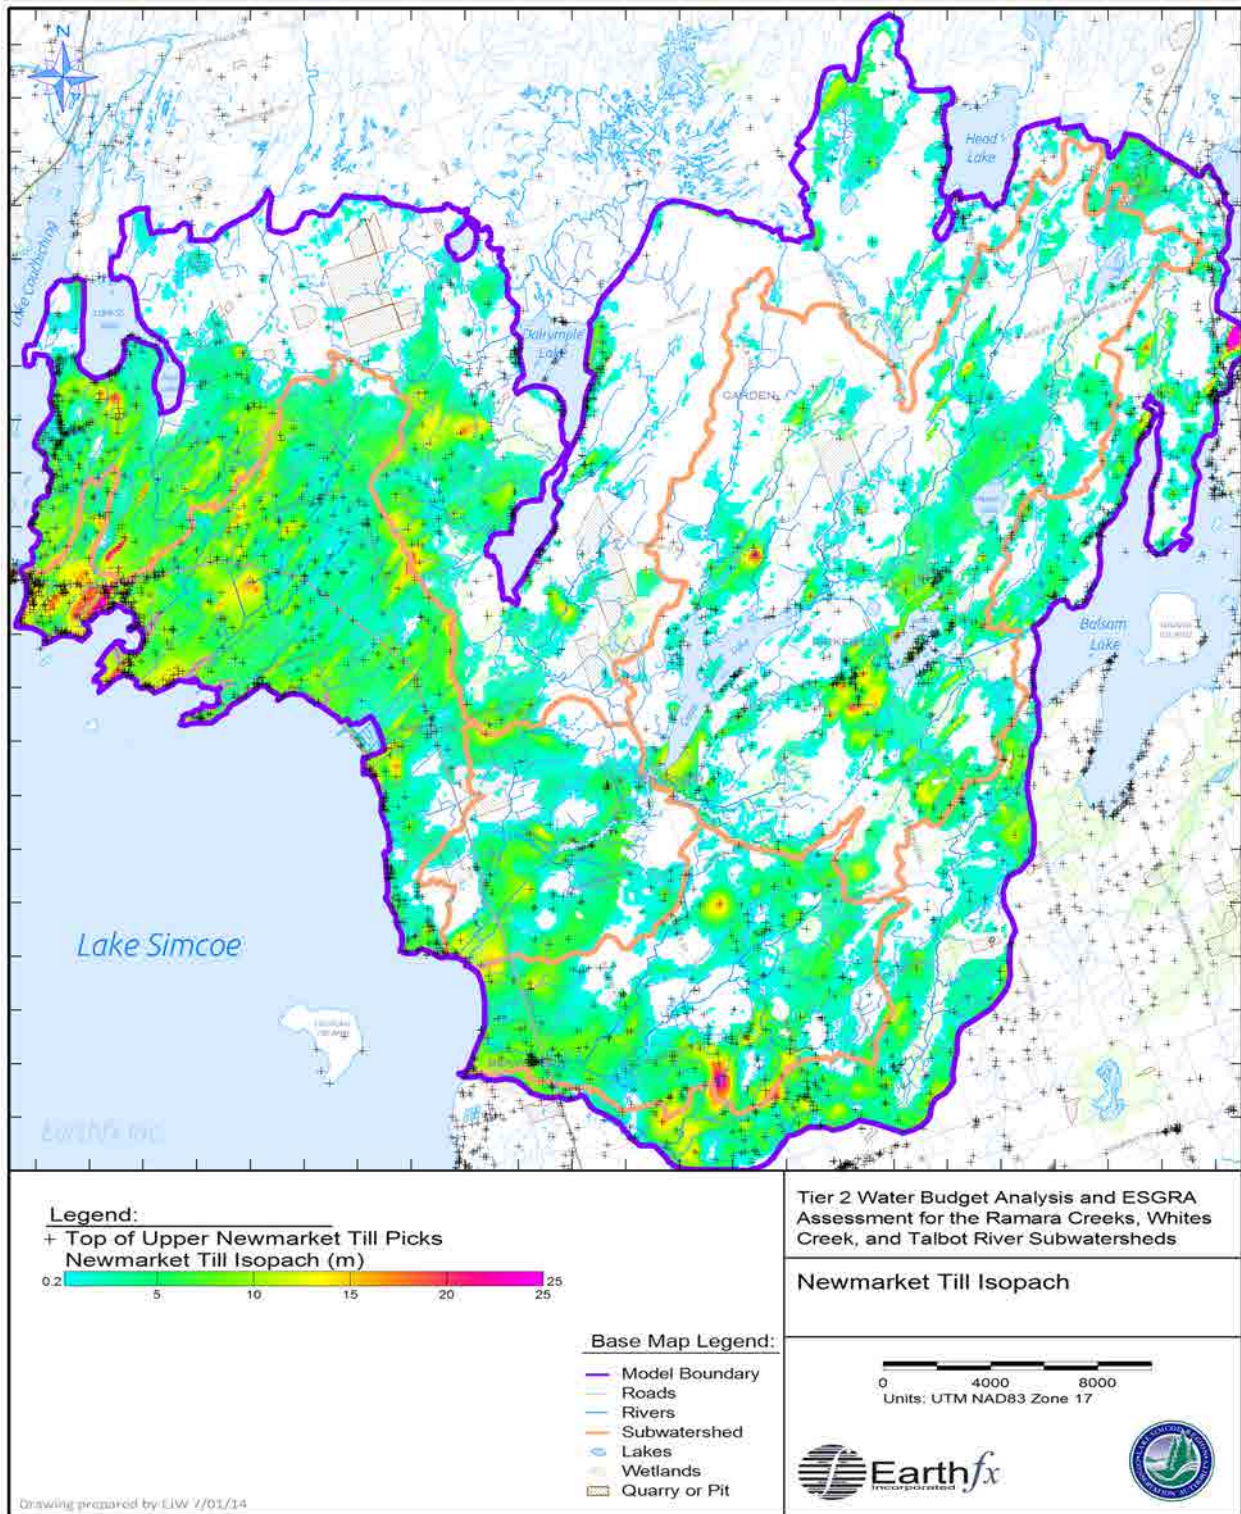 N
Lake Couchiching
Head
Lake
Dalrymple
Lake
CARDEN
Balsam
Lake
Lake Simcoe
Earthfx Inc.
Legend:
+ Top of Upper Newmarket Till Picks
Newmarket Till Isopach (m)
0.2 25
5 10 15 20 25
Base Map Legend:
Model Boundary
Roads
Rivers
Subwatershed
Lakes
Wetlands
Quarry or Pit
Drawing prepared by LJW 7/01/14
Tier 2 Water Budget Analysis and ESGRA
Assessment for the Ramara Creeks, Whites
Creek, and Talbot River Subwatersheds
Newmarket Till Isopach
0 4000 8000
Units: UTM NAD83 Zone 17
Earthfx
Incorporated